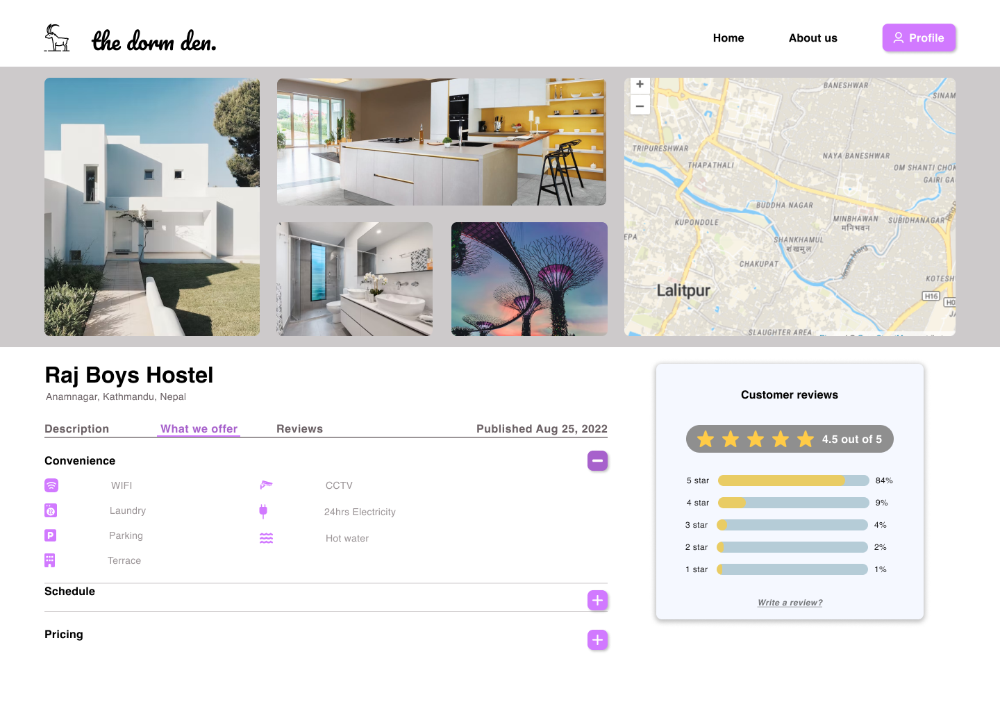 the dorm den.
Home
About us
Profile
+
−
BANESHWAR
SINAM
TRIPURESHWAR
THAPATHALI
NAYA BANESHWAR
OM SHANTI CHOK
GAIRI GA
BUDDHA NAGAR
KUPONDOLE
MINBHAWAN
मनिभवन
SUBIDHANAGAR
EPA
SHANKHAMUL
शंखमुल
CHAKUPAT
KOTESH
Lalitpur
H16
H0
JA
SLAUGHTER AREA
Raj Boys Hostel
Anamnagar, Kathmandu, Nepal
Description
What we offer
Reviews
Published Aug 25, 2022
Convenience
WIFI
CCTV
Laundry
24hrs Electricity
P
Parking
Hot water
Terrace
Schedule
Pricing
Customer reviews
4.5 out of 5
5 star 84%
4 star 9%
3 star 4%
2 star 2%
1 star 1%
Write a review?